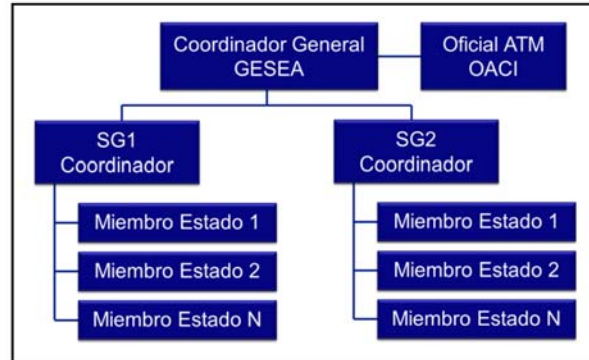 Coordinador General
GESEA
Oficial ATM
OACI
SG1
Coordinador
SG2
Coordinador
Miembro Estado 1
Miembro Estado 2
Miembro Estado N
Miembro Estado 1
Miembro Estado 2
Miembro Estado N